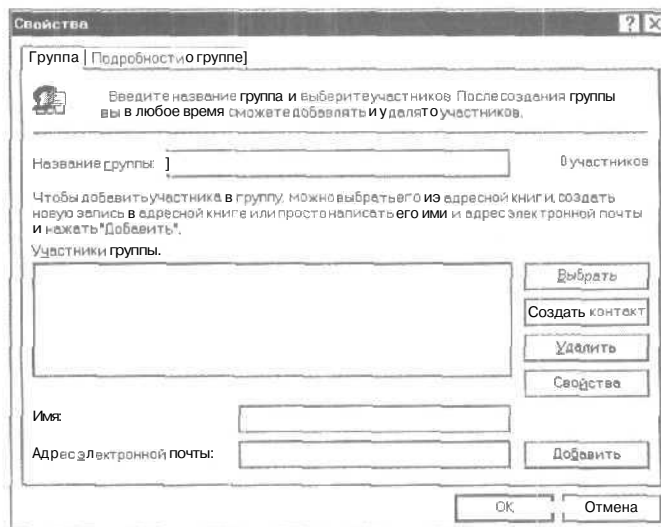 Свойства
Группа | Подробности о группе]
Введите название группа и выберите участников. После создания группы
вы в любое время сможете добавлять и удалято участников.
Название группы: ] 0 участников
Чтобы добавить участника в группу, можно выбрать его иэ адресной книги, создать
новую запись в адресной книге или просто написать его ими и адрес электронной почты
и нажать "Добавить".
Участники группы.
Выбрать
Создать контакт
Удалить
Свойства
Имя:
Адрес электронной почты: Добавить
OK Отмена